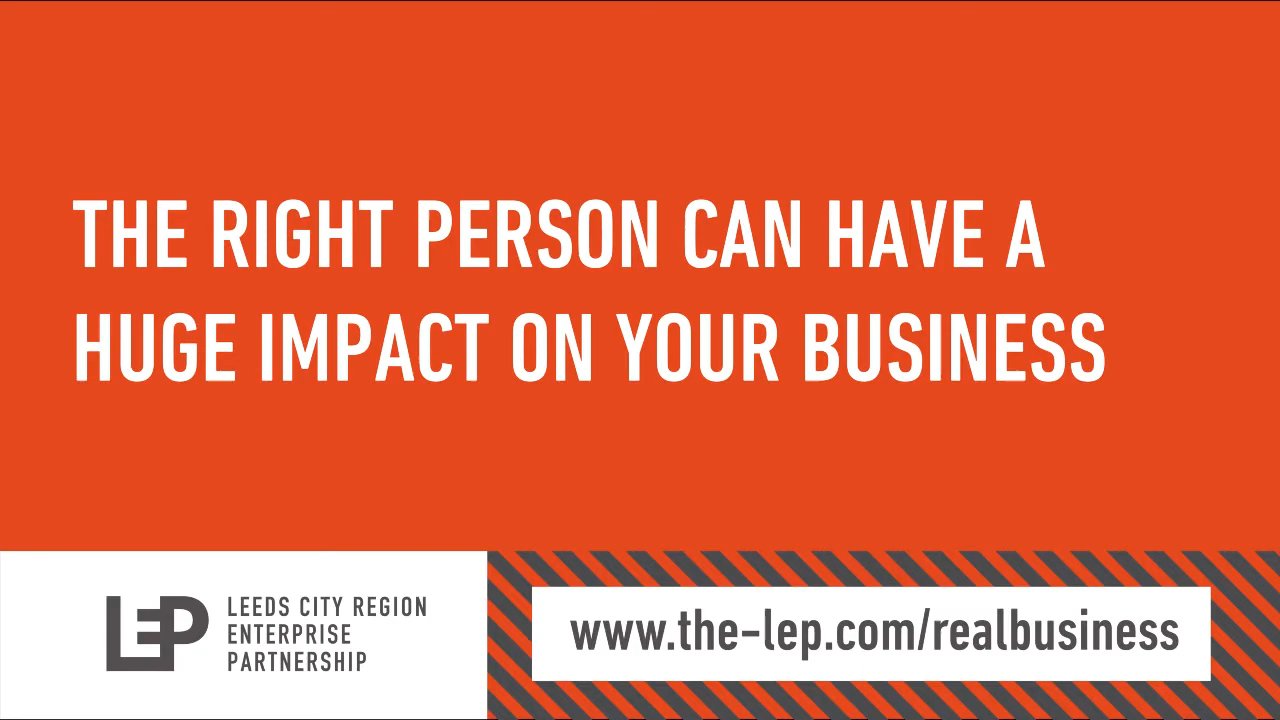 THE RIGHT PERSON CAN HAVE A
HUGE IMPACT ON YOUR BUSINESS
LEP
LEEDS CITY REGION
ENTERPRISE
PARTNERSHIP
www.the-lep.com/realbusiness